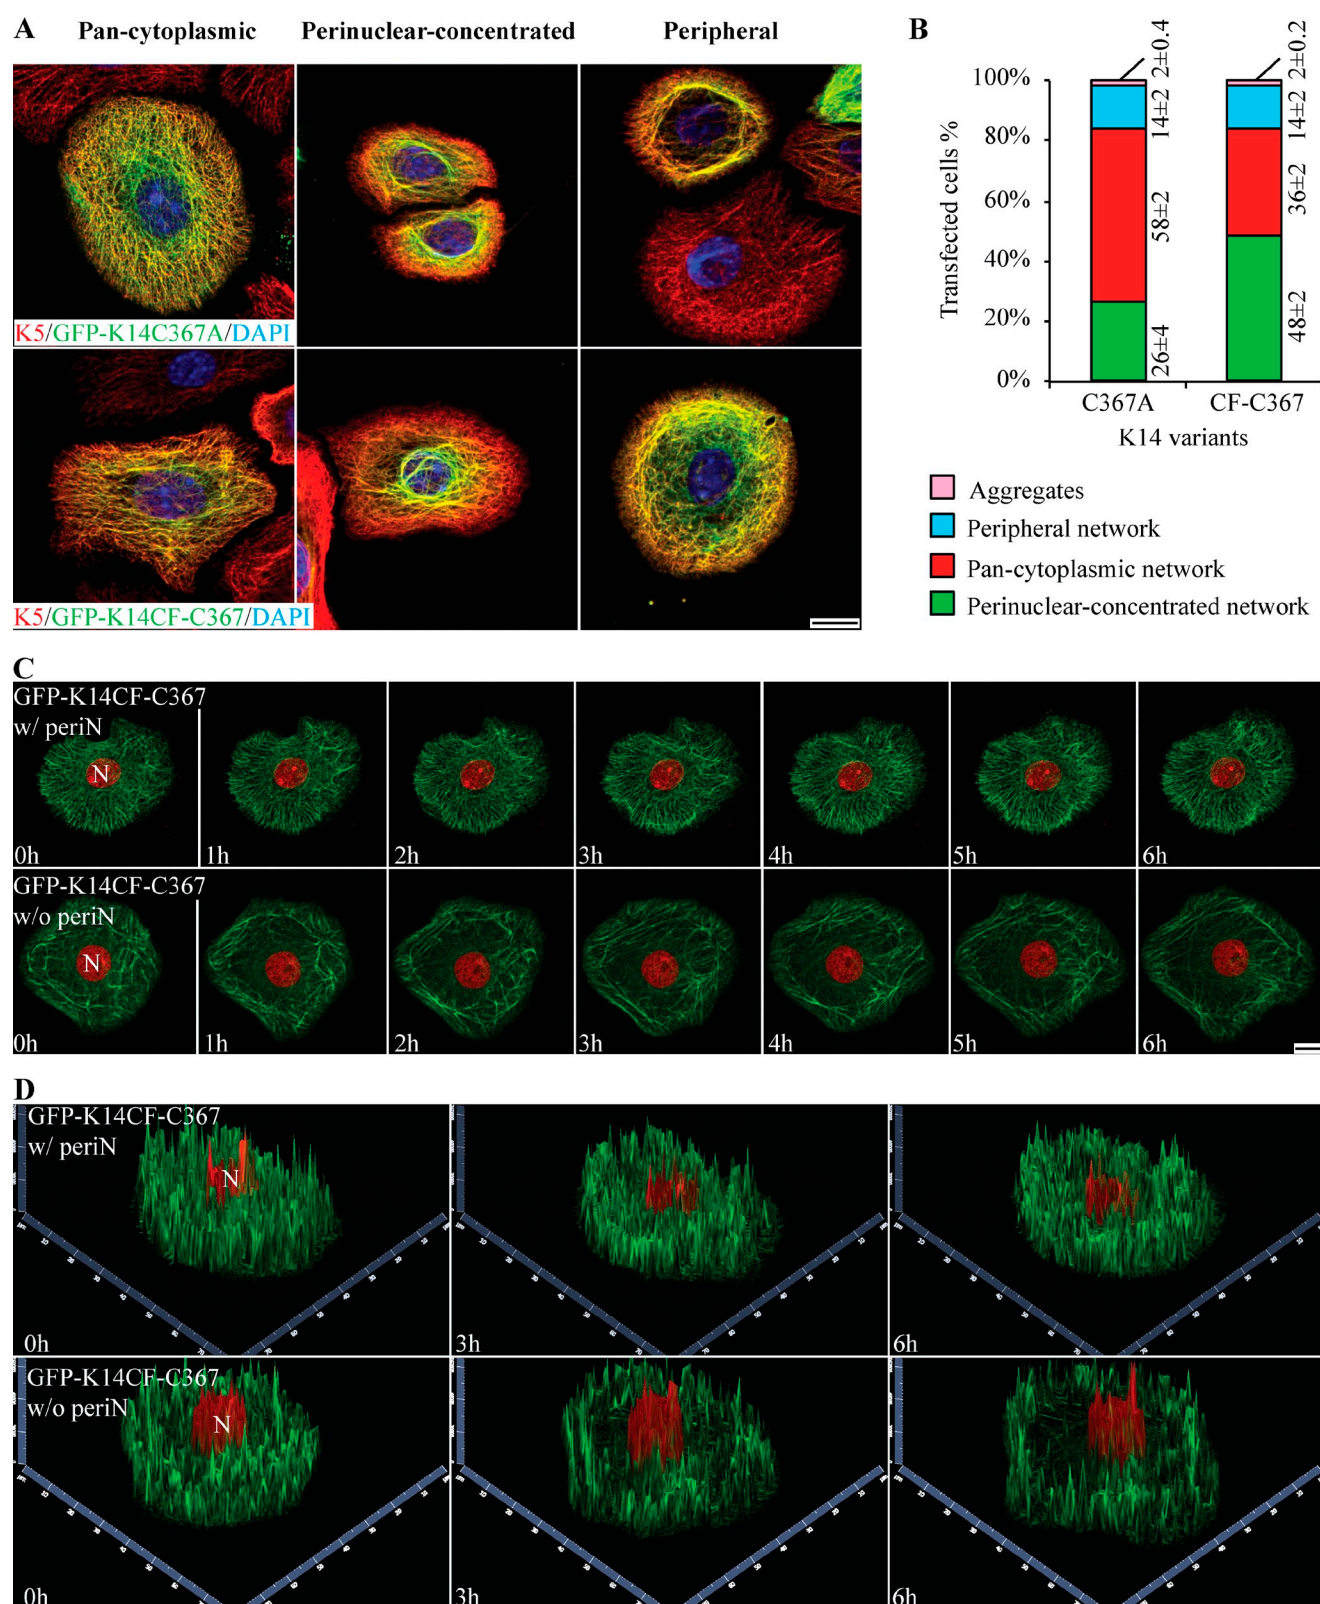 A
Pan-cytoplasmic
Perinuclear-concentrated
Peripheral
K5/GFP-K14C367A/DAPI
K5/GFP-K14CF-C367/DAPI
B
2±0.4
2±0.2
14±2
14±2
58±2
36±2
26±4
48±2
Transfected cells %
100%
80%
60%
40%
20%
0%
C367A
CF-C367
K14 variants
Aggregates
Peripheral network
Pan-cytoplasmic network
Perinuclear-concentrated network
C
GFP-K14CF-C367
w/ periN
N
0h
1h
2h
3h
4h
5h
6h
GFP-K14CF-C367
w/o periN
N
0h
1h
2h
3h
4h
5h
6h
D
GFP-K14CF-C367
w/ periN
N
0h
3h
6h
GFP-K14CF-C367
w/o periN
N
0h
3h
6h